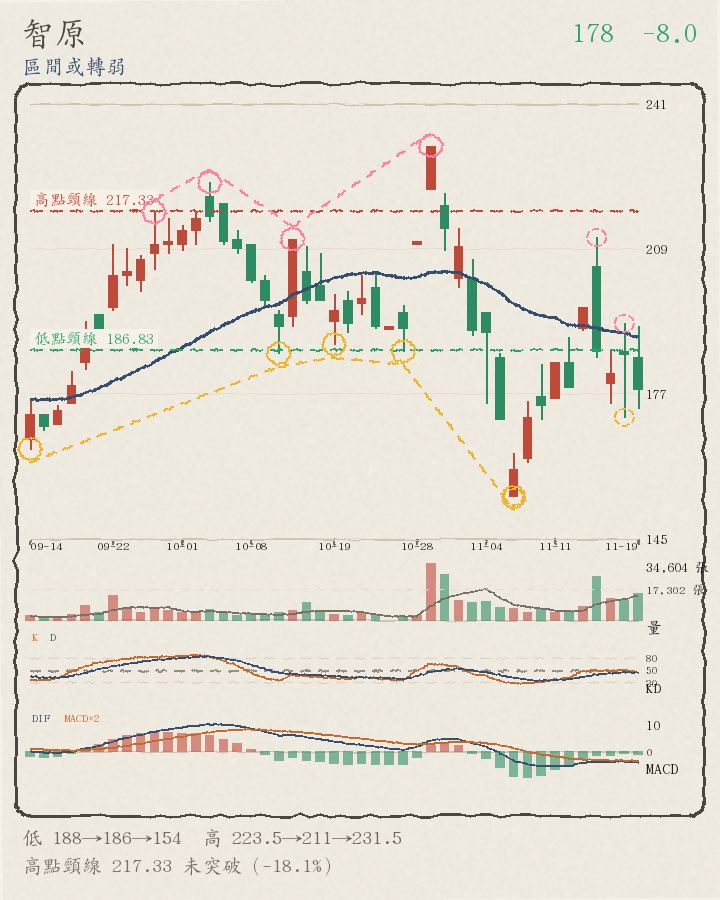 智原
178 -8.0
區間或轉弱
241
高點頸線 217.33
209
低點頸線 186.83
177
145
09-14 09-22 10-01 10-08 10-19 10-28 11-04 11-11 11-19
34,604 張
17,302 張
量
K D
80
50
20
KD
DIF MACD×2
10
0
MACD
低 188→186→154 高 223.5→211→231.5
高點頸線 217.33 未突破 (-18.1%)